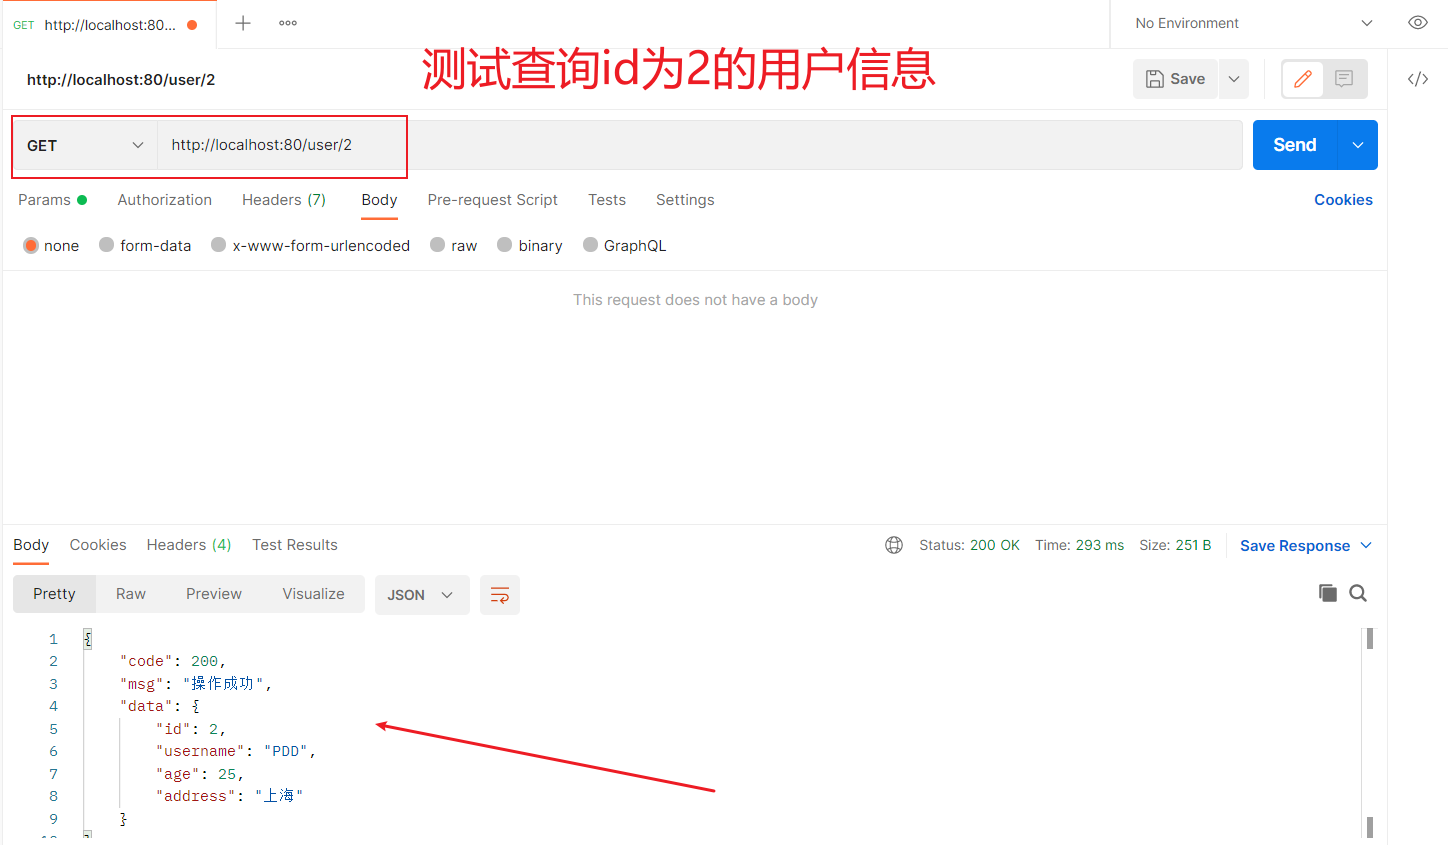 GET http://localhost:80...
No Environment
测试查询id为2的用户信息
http://localhost:80/user/2
Save
GET http://localhost:80/user/2
Send
Params Authorization Headers (7) Body Pre-request Script Tests Settings Cookies
none form-data x-www-form-urlencoded raw binary GraphQL
This request does not have a body
Body Cookies Headers (4) Test Results Status: 200 OK Time: 293 ms Size: 251 B Save Response
Pretty Raw Preview Visualize JSON
1 {
2 "code": 200,
3 "msg": "操作成功",
4 "data": {
5 "id": 2,
6 "username": "PDD",
7 "age": 25,
8 "address": "上海"
9 }